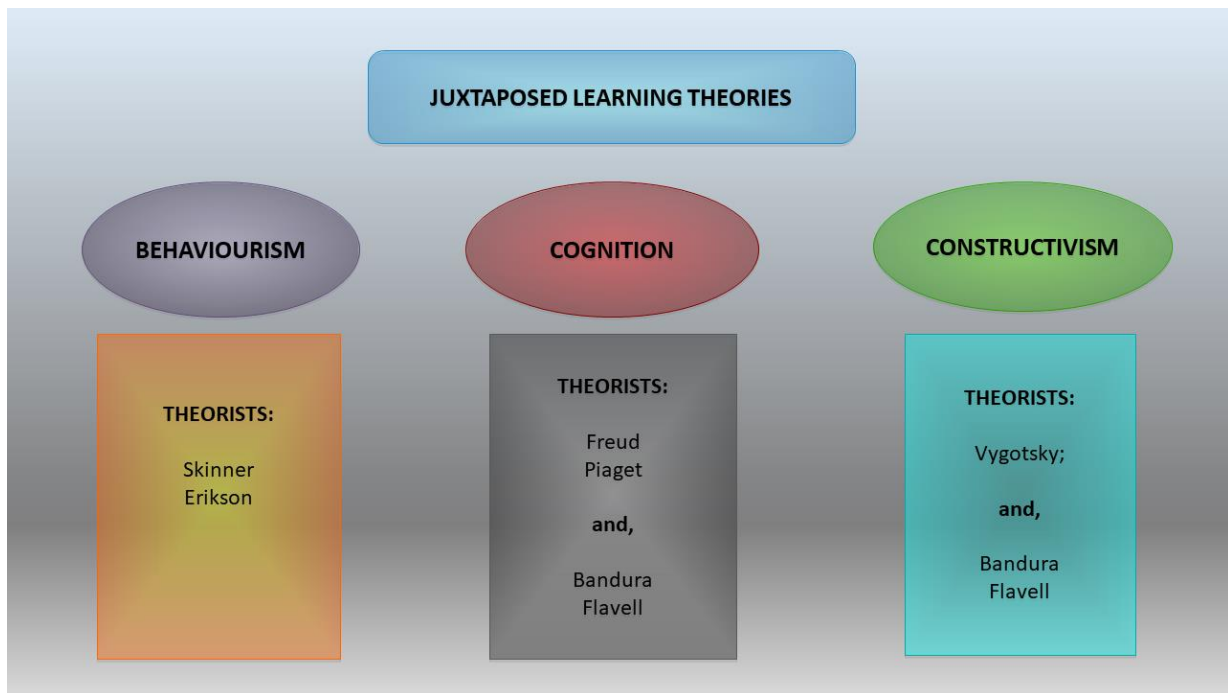 JUXTAPOSED LEARNING THEORIES
BEHAVIOURISM
THEORISTS:
Skinner
Erikson
COGNITION
THEORISTS:
Freud
Piaget
and,
Bandura
Flavell
CONSTRUCTIVISM
THEORISTS:
Vygotsky;
and,
Bandura
Flavell